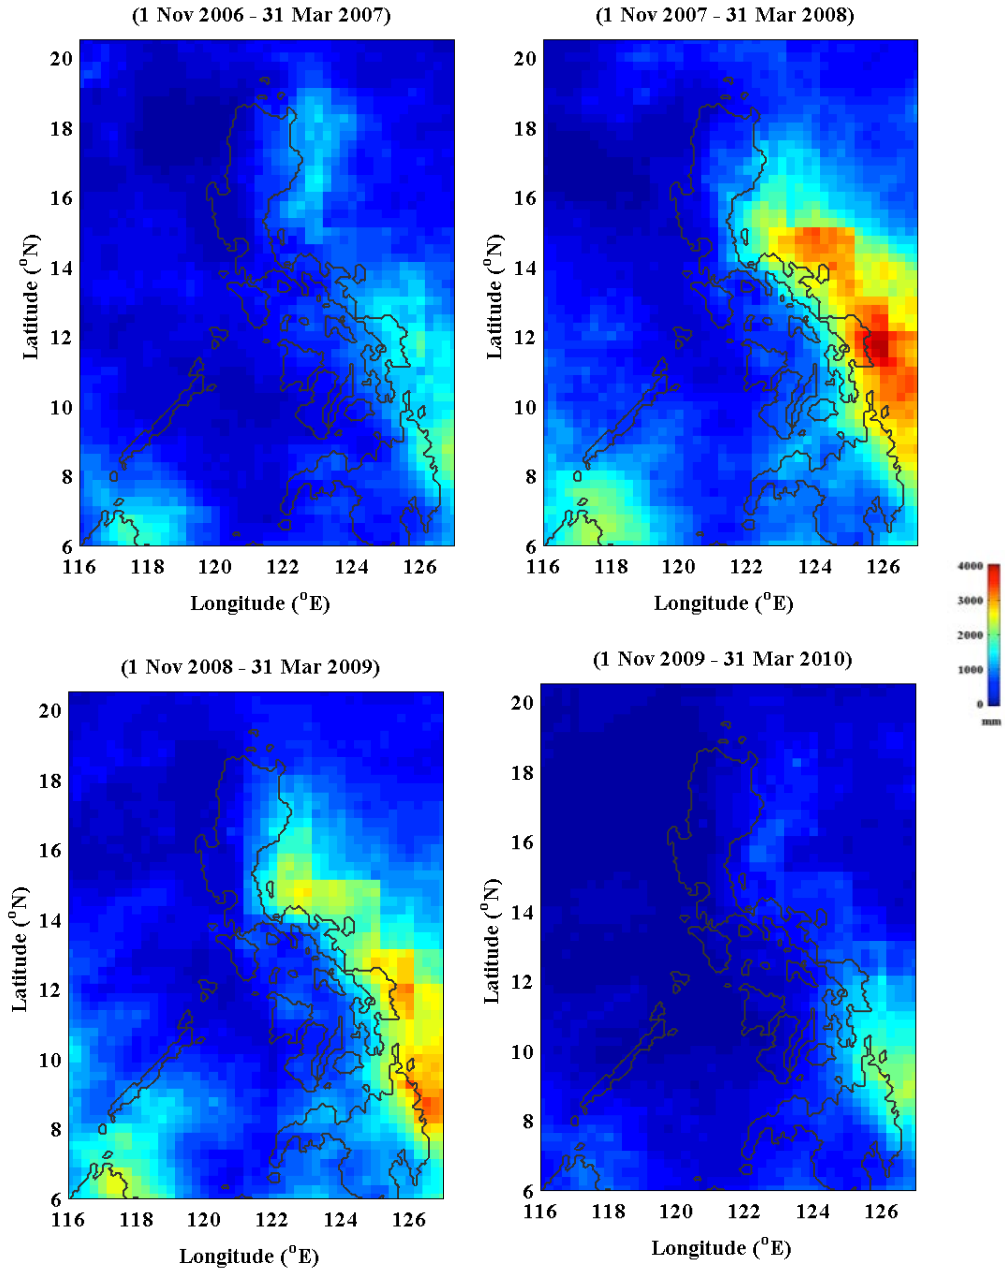 (1 Nov 2006 - 31 Mar 2007)
(1 Nov 2007 - 31 Mar 2008)
20
18
16
14
12
10
8
6
Latitude (°N)
116 118 120 122 124 126
Longitude (°E)
20
18
16
14
12
10
8
6
Latitude (°N)
116 118 120 122 124 126
Longitude (°E)
4000
3000
2000
1000
0
mm
(1 Nov 2008 - 31 Mar 2009)
(1 Nov 2009 - 31 Mar 2010)
20
18
16
14
12
10
8
6
Latitude (°N)
116 118 120 122 124 126
Longitude (°E)
20
18
16
14
12
10
8
6
Latitude (°N)
116 118 120 122 124 126
Longitude (°E)